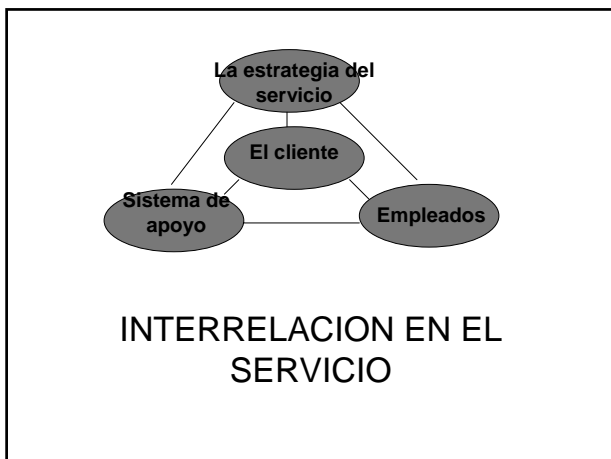 La estrategia del
servicio
El cliente
Sistema de
apoyo
Empleados
INTERRELACION EN EL
SERVICIO